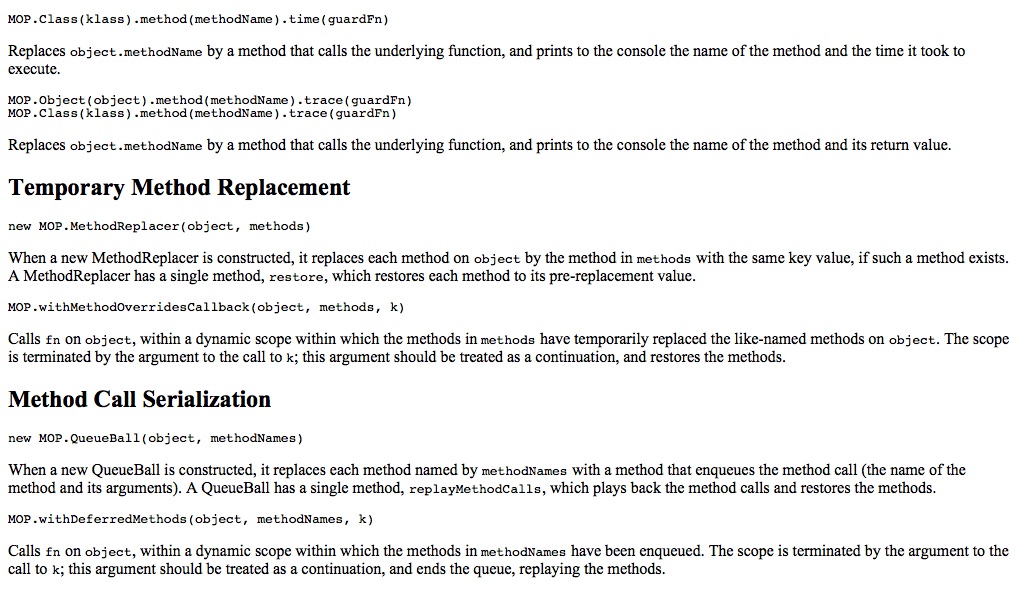 MOP.Class(klass).method(methodName).time(guardFn)
Replaces object.methodName by a method that calls the underlying function, and prints to the console the name of the method and the time it took to
execute.
MOP.Object(object).method(methodName).trace(guardFn)
MOP.Class(klass).method(methodName).trace(guardFn)
Replaces object.methodName by a method that calls the underlying function, and prints to the console the name of the method and its return value.
Temporary Method Replacement
new MOP.MethodReplacer(object, methods)
When a new MethodReplacer is constructed, it replaces each method on object by the method in methods with the same key value, if such a method exists.
A MethodReplacer has a single method, restore, which restores each method to its pre-replacement value.
MOP.withMethodOverridesCallback(object, methods, k)
Calls fn on object, within a dynamic scope within which the methods in methods have temporarily replaced the like-named methods on object. The scope
is terminated by the argument to the call to k; this argument should be treated as a continuation, and restores the methods.
Method Call Serialization
new MOP.QueueBall(object, methodNames)
When a new QueueBall is constructed, it replaces each method named by methodNames with a method that enqueues the method call (the name of the
method and its arguments). A QueueBall has a single method, replayMethodCalls, which plays back the method calls and restores the methods.
MOP.withDeferredMethods(object, methodNames, k)
Calls fn on object, within a dynamic scope within which the methods in methodNames have been enqueued. The scope is terminated by the argument to the
call to k; this argument should be treated as a continuation, and ends the queue, replaying the methods.